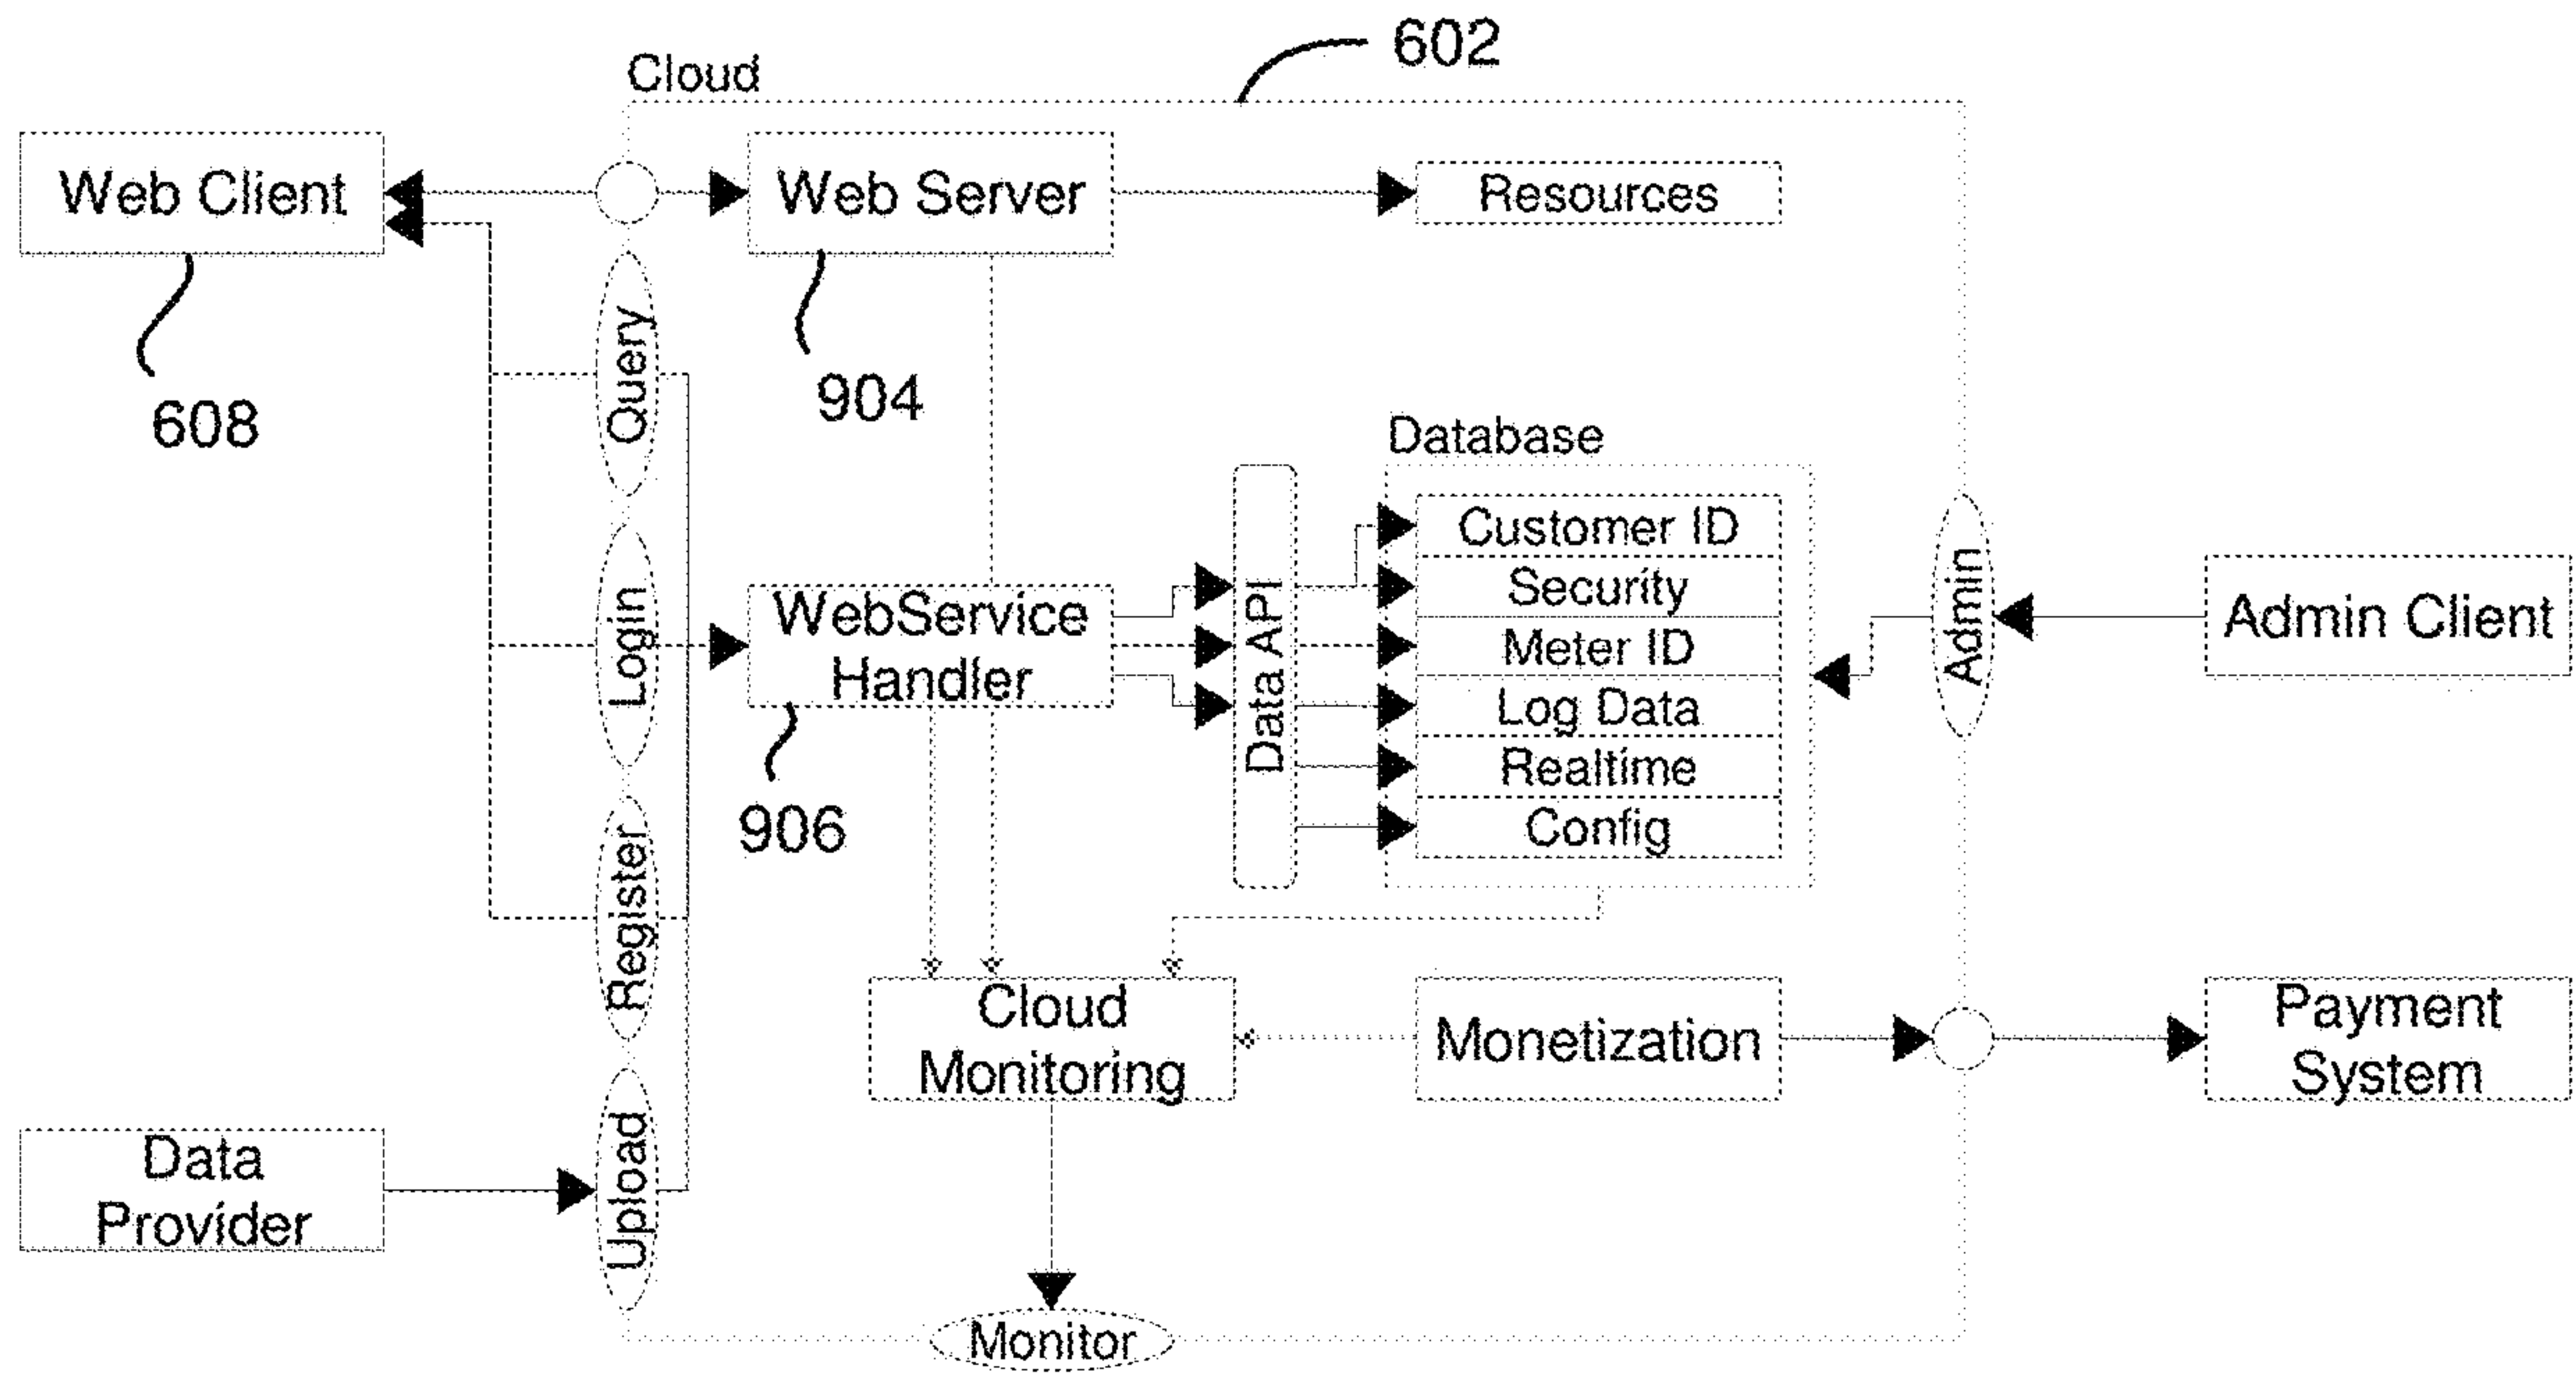 602
Cloud
Web Client
Web Server
Resources
608
904
Query
Login
Register
Upload
Database
Customer ID
Security
Meter ID
Log Data
Realtime
Config
WebService
Handler
906
Data API
Admin
Admin Client
Cloud
Monitoring
Monetization
Payment
System
Data
Provider
Monitor